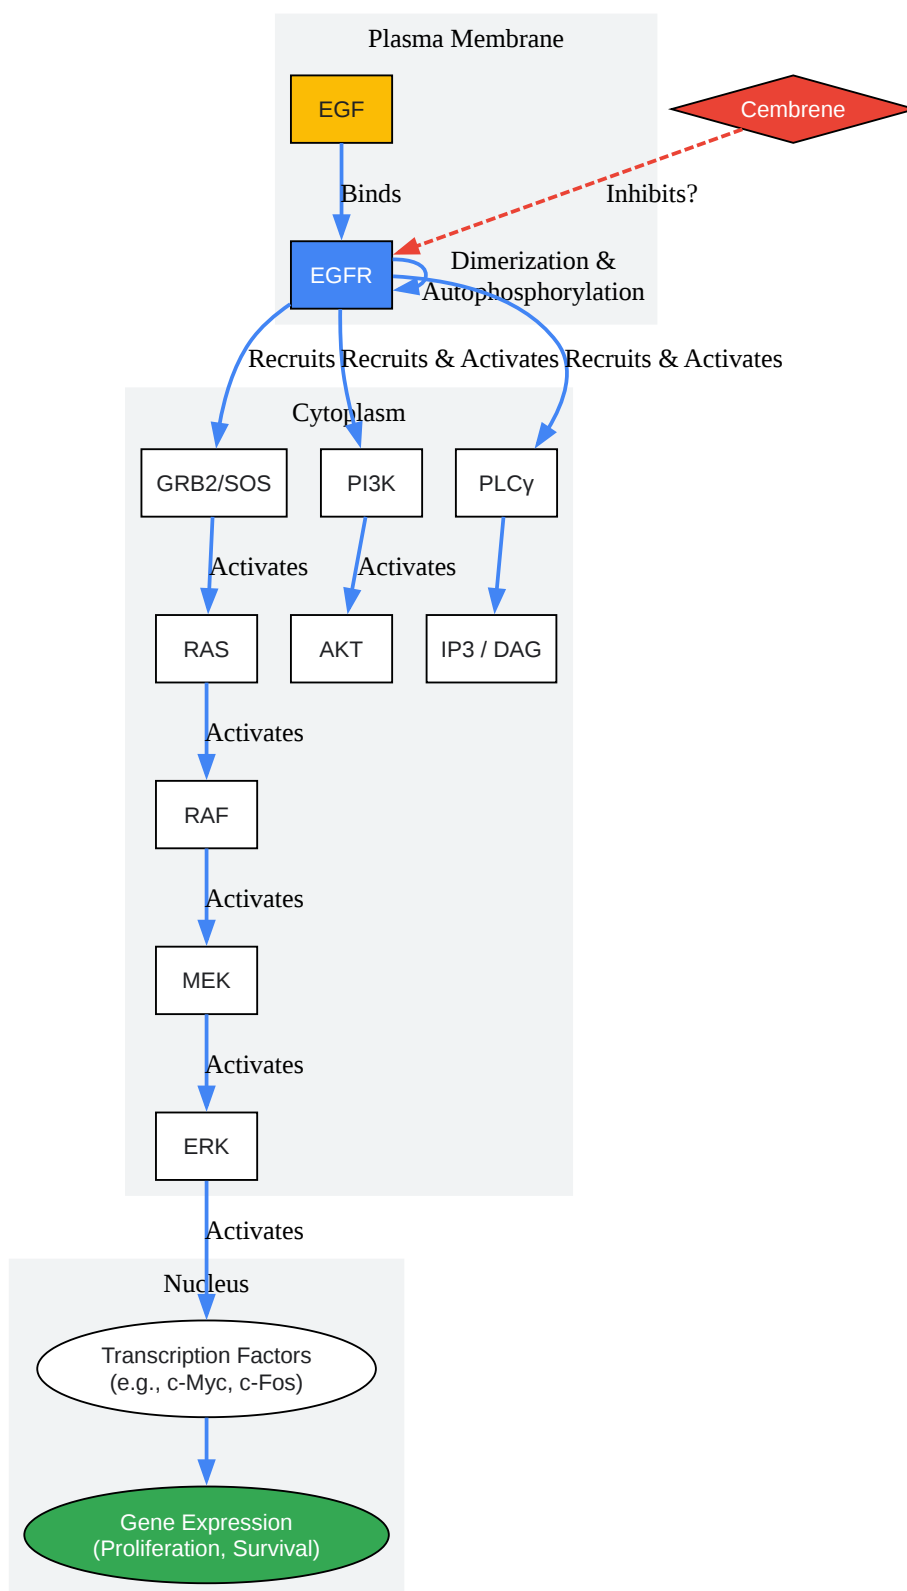 Plasma Membrane
EGF
Cembrene
Binds
Inhibits?
EGFR
Dimerization &
Autophosphorylation
Recruits
Recruits & Activates
Recruits & Activates
Cytoplasm
GRB2/SOS
PI3K
PLCγ
Activates
Activates
RAS
AKT
IP3 / DAG
Activates
RAF
Activates
MEK
Activates
ERK
Activates
Nucleus
Transcription Factors
(e.g., c-Myc, c-Fos)
Gene Expression
(Proliferation, Survival)